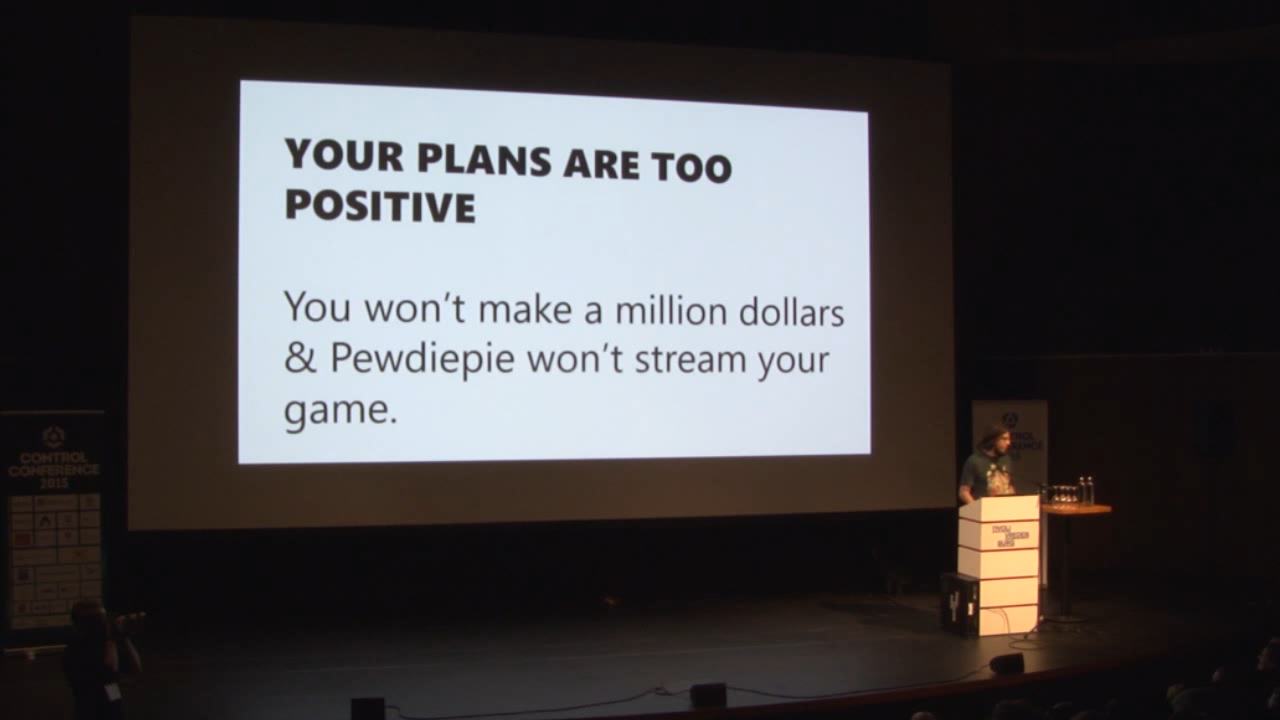 YOUR PLANS ARE TOO
POSITIVE
You won't make a million dollars
& Pewdiepie won't stream your
game.
CONTROL
CONFERENCE
2015